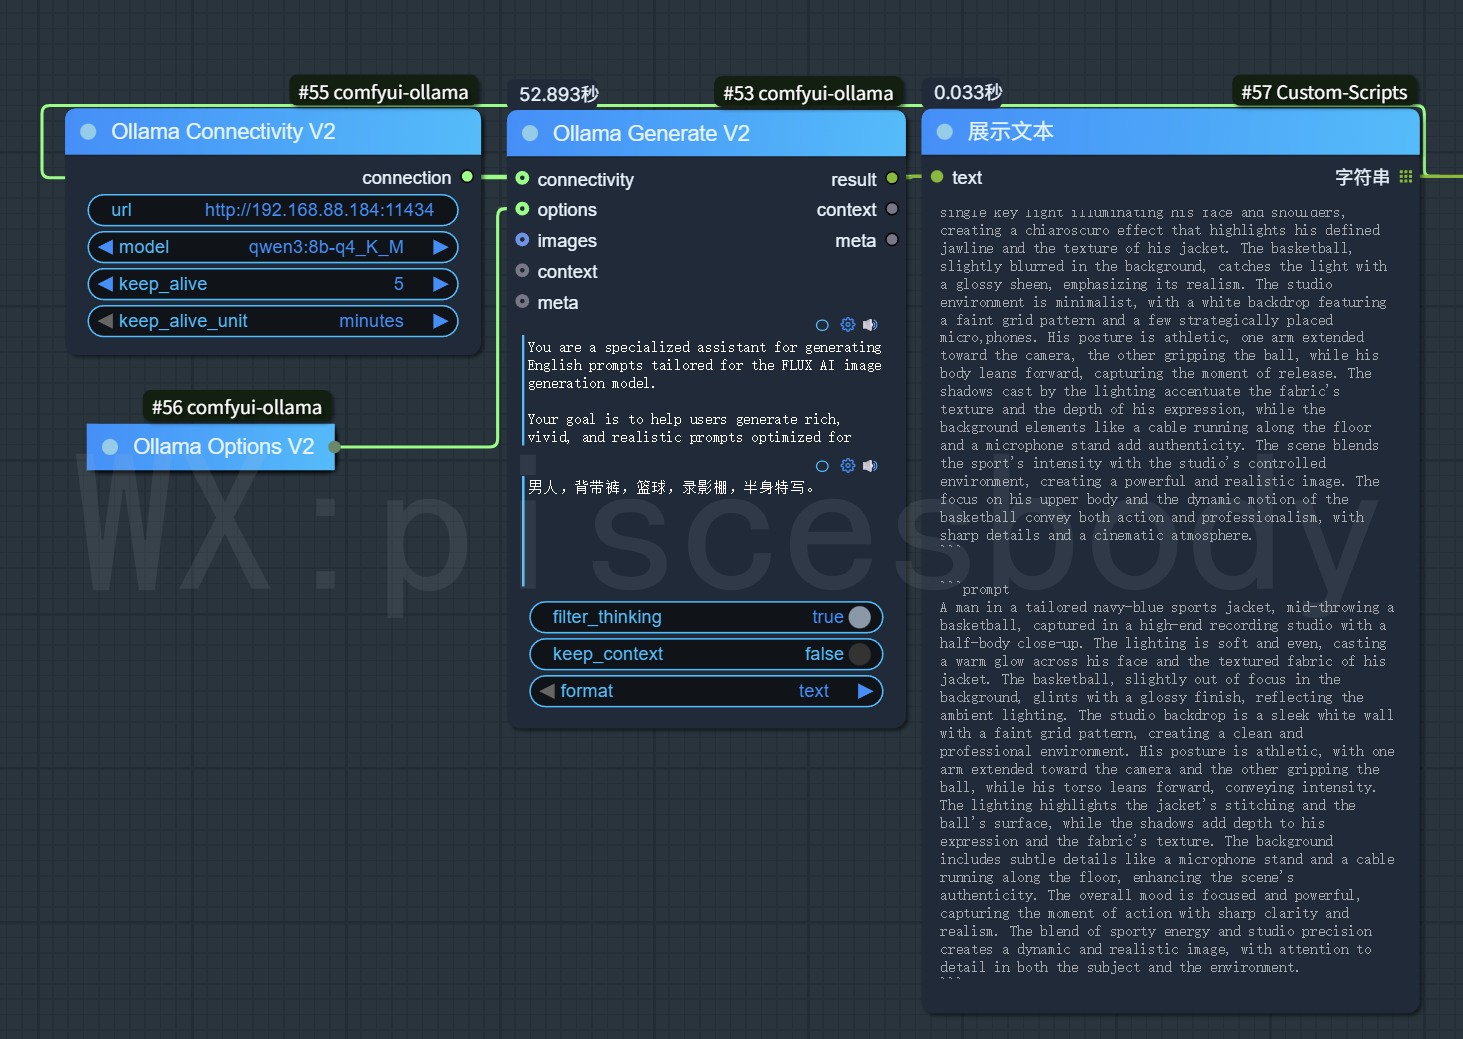 #55 comfyui-ollama
Ollama Connectivity V2
connection
url http://192.168.88.184:11434
model qwen3:8b-q4_K_M
keep_alive 5
keep_alive_unit minutes
#56 comfyui-ollama
Ollama Options V2
52.893秒
#53 comfyui-ollama
Ollama Generate V2
connectivity result
options context
images meta
context
meta
You are a specialized assistant for generating
English prompts tailored for the FLUX AI image
generation model.
Your goal is to help users generate rich,
vivid, and realistic prompts optimized for
男人，背带裤，篮球，录影棚，半身特写。
filter_thinking true
keep_context false
format text
0.033秒
#57 Custom-Scripts
展示文本
text 字符串
single key light illuminating his face and shoulders,
creating a chiaroscuro effect that highlights his defined
jawline and the texture of his jacket. The basketball,
slightly blurred in the background, catches the light with
a glossy sheen, emphasizing its realism. The studio
environment is minimalist, with a white backdrop featuring
a faint grid pattern and a few strategically placed
micro,phones. His posture is athletic, one arm extended
toward the camera, the other gripping the ball, while his
body leans forward, capturing the moment of release. The
shadows cast by the lighting accentuate the fabric's
texture and the depth of his expression, while the
background elements like a cable running along the floor
and a microphone stand add authenticity. The scene blends
the sport's intensity with the studio's controlled
environment, creating a powerful and realistic image. The
focus on his upper body and the dynamic motion of the
basketball convey both action and professionalism, with
sharp details and a cinematic atmosphere.
```
```prompt
A man in a tailored navy-blue sports jacket, mid-throwing a
basketball, captured in a high-end recording studio with a
half-body close-up. The lighting is soft and even, casting
a warm glow across his face and the textured fabric of his
jacket. The basketball, slightly out of focus in the
background, glints with a glossy finish, reflecting the
ambient lighting. The studio backdrop is a sleek white wall
with a faint grid pattern, creating a clean and
professional environment. His posture is athletic, with one
arm extended toward the camera and the other gripping the
ball, while his torso leans forward, conveying intensity.
The lighting highlights the jacket's stitching and the
ball's surface, while the shadows add depth to his
expression and the fabric's texture. The background
includes subtle details like a microphone stand and a cable
running along the floor, enhancing the scene's
authenticity. The overall mood is focused and powerful,
capturing the moment of action with sharp clarity and
realism. The blend of sporty energy and studio precision
creates a dynamic and realistic image, with attention to
detail in both the subject and the environment.
```
WX:piscesbody